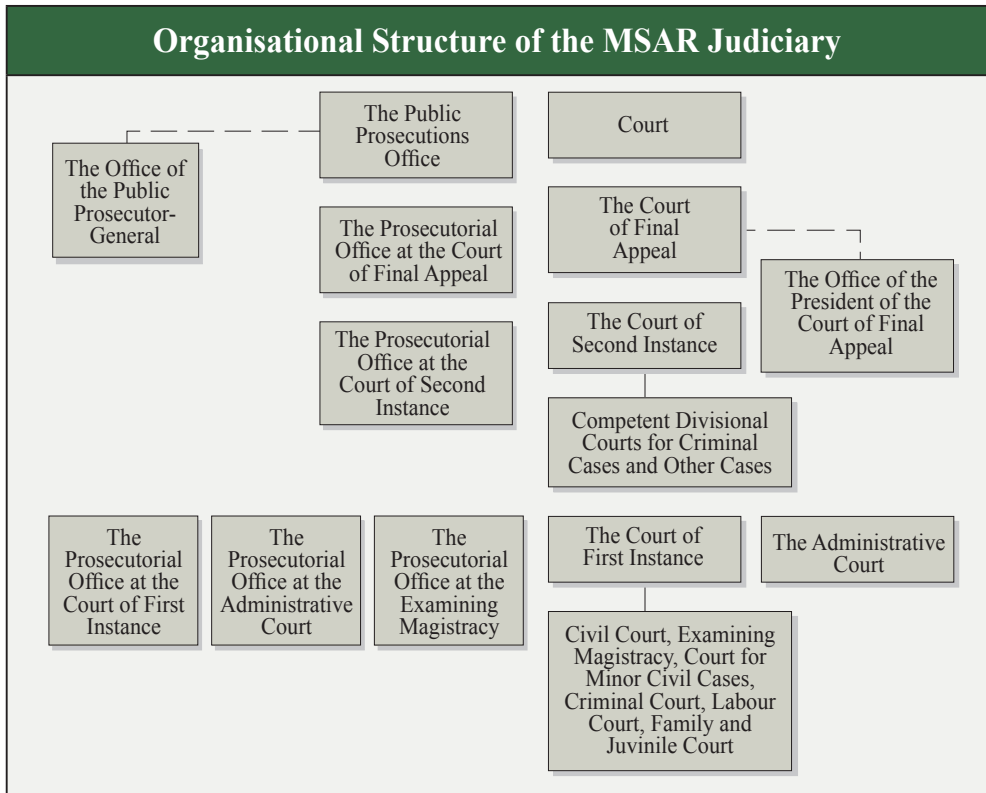 Organisational Structure of the MSAR Judiciary
The Public
Prosecutions
Office
Court
The Office of
the Public
Prosecutor-
General
The Prosecutorial
Office at the Court
of Final Appeal
The Court
of Final
Appeal
The Office of the
President of the
Court of Final
Appeal
The Prosecutorial
Office at the
Court of Second
Instance
The Court of
Second Instance
Competent Divisional
Courts for Criminal
Cases and Other Cases
The
Prosecutorial
Office at the
Court of First
Instance
The
Prosecutorial
Office at the
Administrative
Court
The
Prosecutorial
Office at the
Examining
Magistracy
The Court of
First Instance
The Administrative
Court
Civil Court, Examining
Magistracy, Court for
Minor Civil Cases,
Criminal Court, Labour
Court, Family and
Juvinile Court